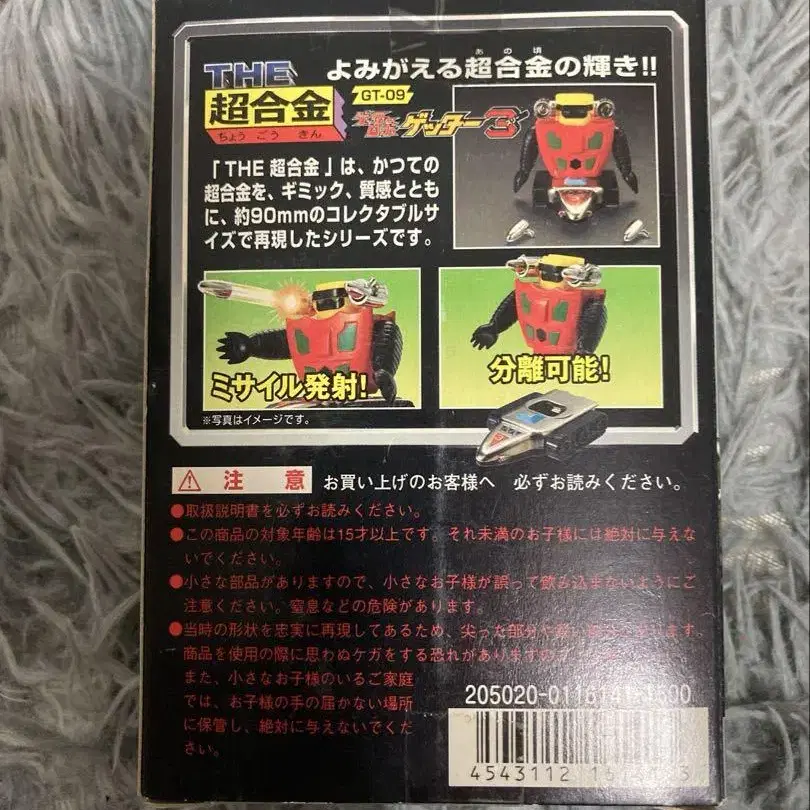 THE
超合金
ちょう ごう きん
よみがえる超合金の輝き!!
あの頃
GT-09
ゲッター3
「THE 超合金」は、かつての
超合金を、ギミック、質感ととも
に、約90mmのコレクタブルサ
イズで再現したシリーズです。
ミサイル発射!
分離可能!
※写真はイメージです。
注 意 お買い上げのお客様へ 必ずお読みください。
●取扱説明書を必ずお読みください。
●この商品の対象年齢は15才以上です。それ未満のお子様には絶対に与えな
いでください。
●小さな部品がありますので、小さなお子様が誤って飲み込まないようにご
注意ください。窒息などの危険があります。
●当時の形状を忠実に再現してあるため、尖った部分や
ます。
商品を使用の際に思わぬケガをする恐れがあります
また、小さなお子様のいるご家庭
では、お子様の手の届かない場所
に保管し、絶対に与えないでくだ
さい。
205020-0116141-
4543112